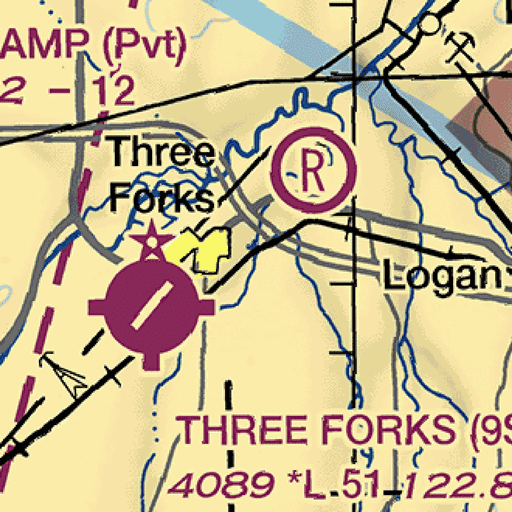 AMP (Pvt)
2 - 12
Three
Forks
R
Logan
THREE FORKS (9S
4089 *L 51 122.8